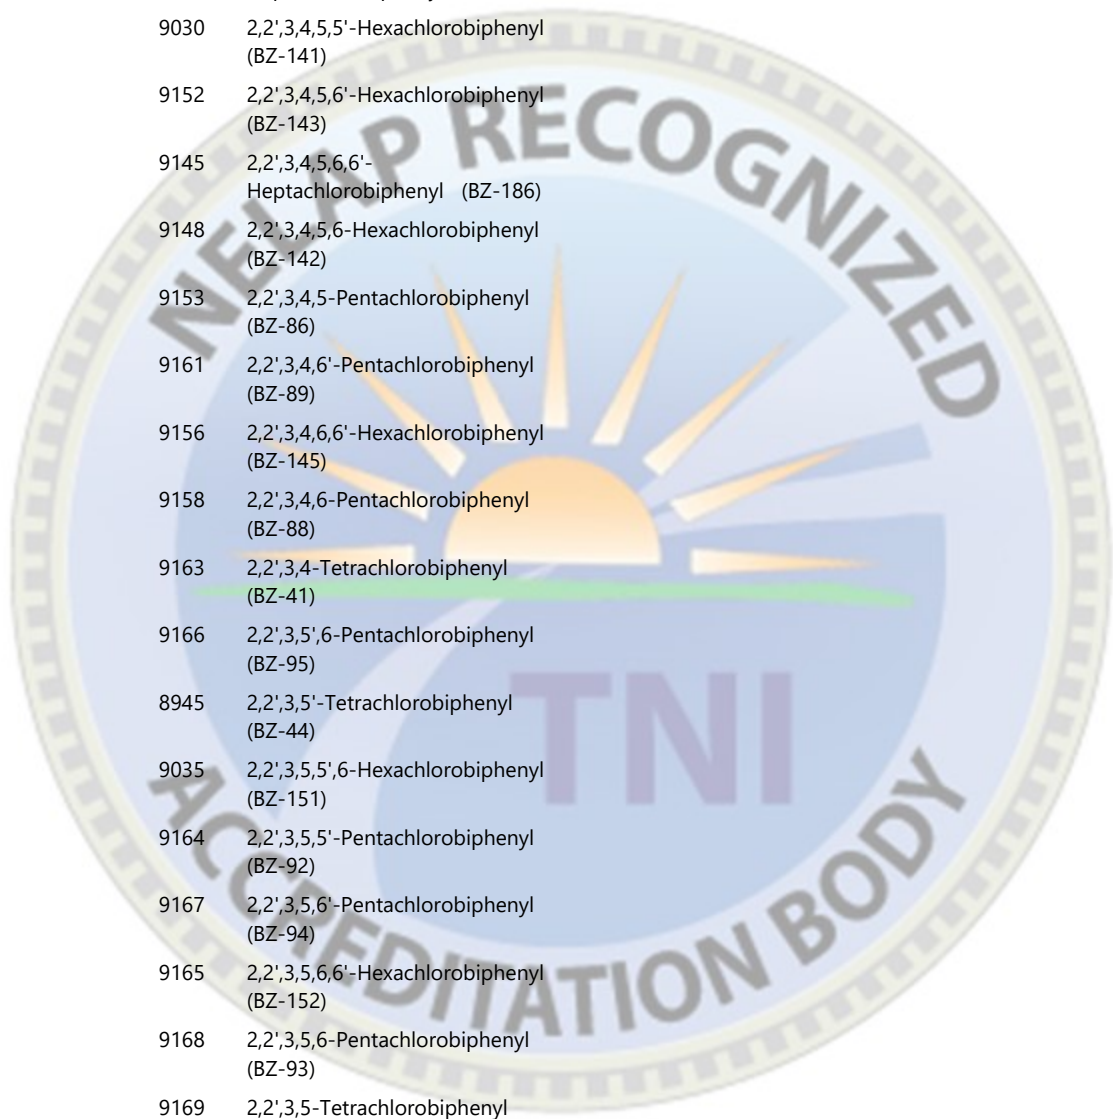 9030 2,2',3,4,5,5'-Hexachlorobiphenyl
(BZ-141)
9152 2,2',3,4,5,6'-Hexachlorobiphenyl
(BZ-143)
9145 2,2',3,4,5,6,6'-
Heptachlorobiphenyl (BZ-186)
9148 2,2',3,4,5,6-Hexachlorobiphenyl
(BZ-142)
9153 2,2',3,4,5-Pentachlorobiphenyl
(BZ-86)
9161 2,2',3,4,6'-Pentachlorobiphenyl
(BZ-89)
9156 2,2',3,4,6,6'-Hexachlorobiphenyl
(BZ-145)
9158 2,2',3,4,6-Pentachlorobiphenyl
(BZ-88)
9163 2,2',3,4-Tetrachlorobiphenyl
(BZ-41)
9166 2,2',3,5',6-Pentachlorobiphenyl
(BZ-95)
8945 2,2',3,5'-Tetrachlorobiphenyl
(BZ-44)
9035 2,2',3,5,5',6-Hexachlorobiphenyl
(BZ-151)
9164 2,2',3,5,5'-Pentachlorobiphenyl
(BZ-92)
9167 2,2',3,5,6'-Pentachlorobiphenyl
(BZ-94)
9165 2,2',3,5,6,6'-Hexachlorobiphenyl
(BZ-152)
9168 2,2',3,5,6-Pentachlorobiphenyl
(BZ-93)
9169 2,2',3,5-Tetrachlorobiphenyl
NELAP RECOGNIZED
TNI
ACCREDITATION BODY